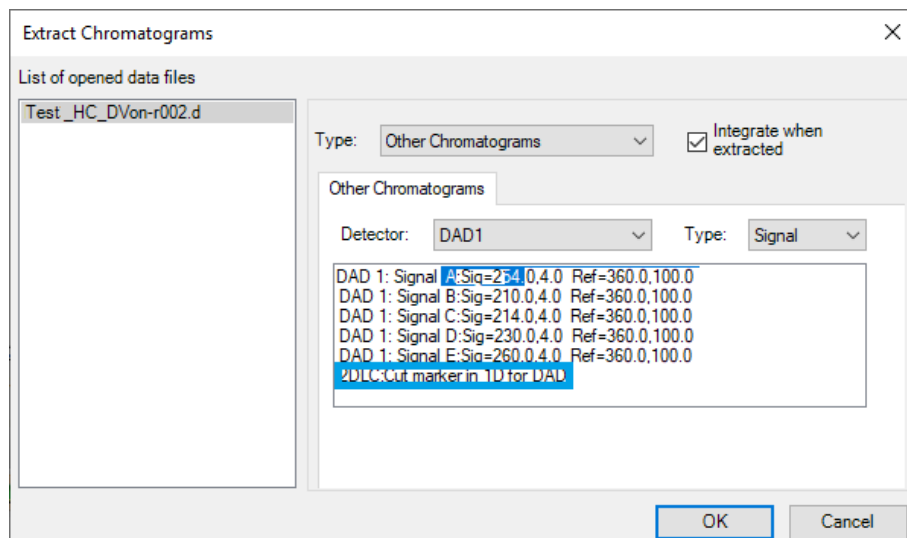 Extract Chromatograms
List of opened data files
Test _HC_DVon-r002.d
Type: Other Chromatograms
Integrate when
extracted
Other Chromatograms
Detector: DAD1 Type: Signal
DAD 1: Signal A:Sig=254.0,4.0 Ref=360.0,100.0
DAD 1: Signal B:Sig=210.0,4.0 Ref=360.0,100.0
DAD 1: Signal C:Sig=214.0,4.0 Ref=360.0,100.0
DAD 1: Signal D:Sig=230.0,4.0 Ref=360.0,100.0
DAD 1: Signal E:Sig=260.0,4.0 Ref=360.0,100.0
2DLC:Cut marker in 1D for DAD
OK Cancel